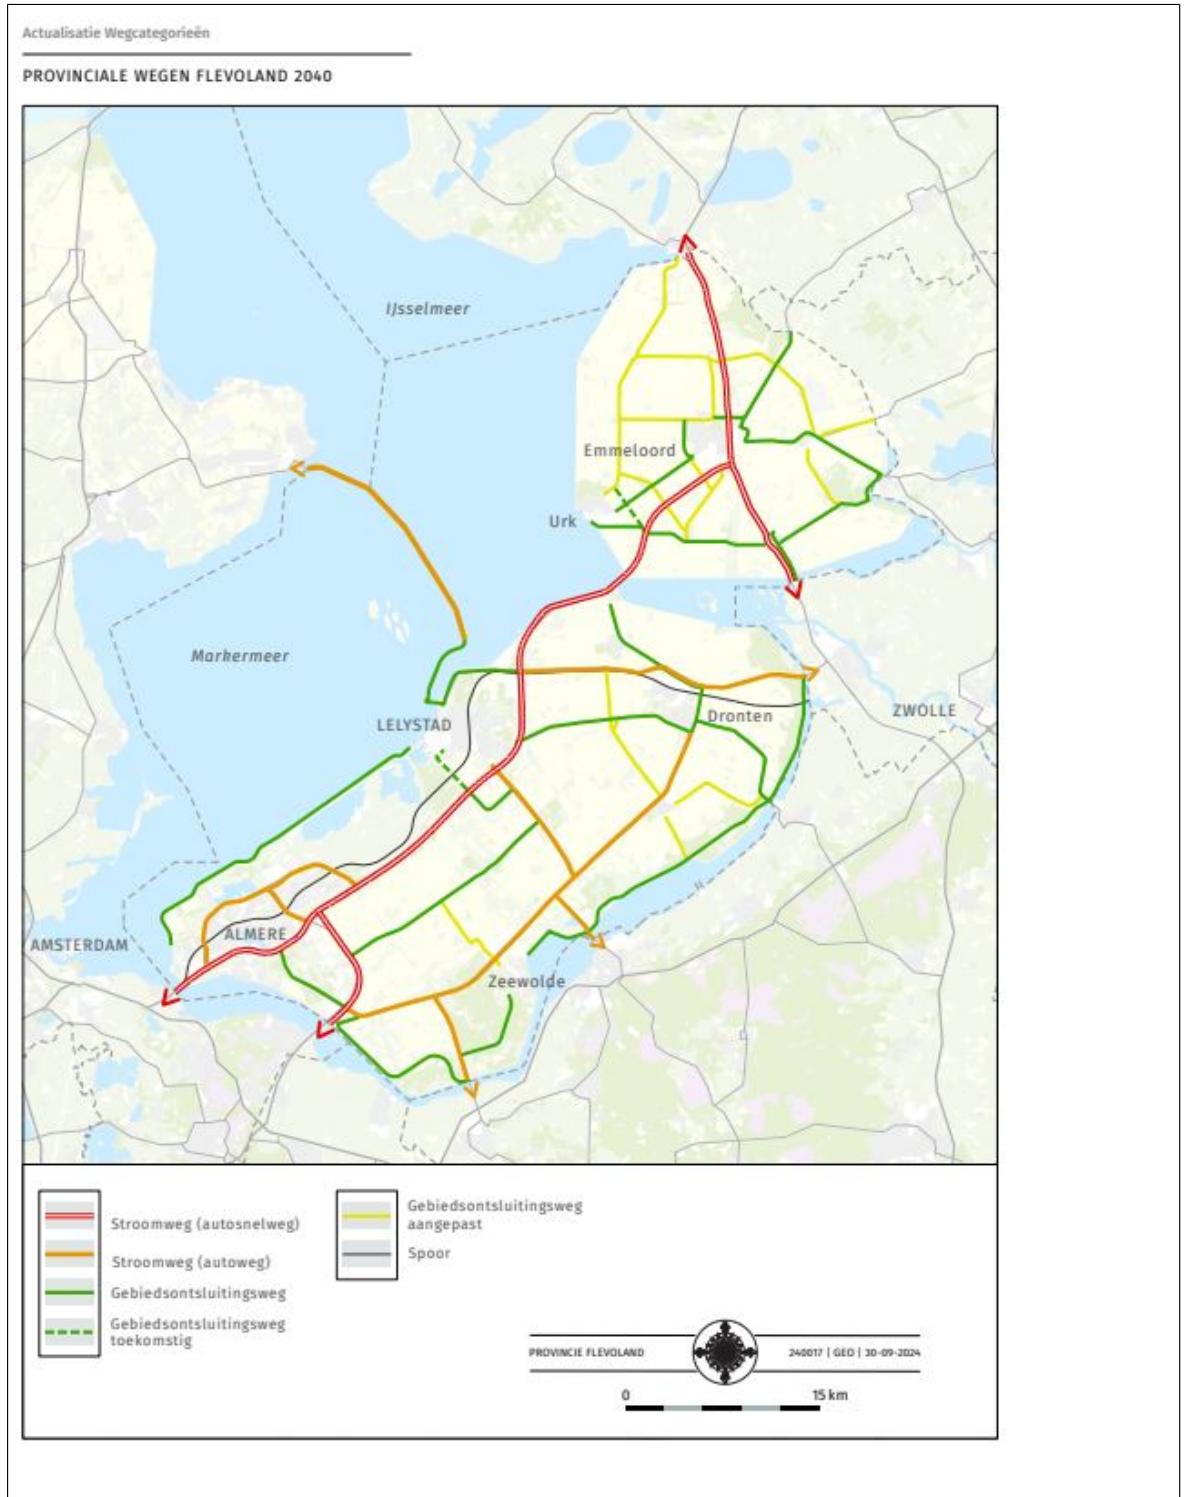 Actualisatie Wegcategorieën
PROVINCIALE WEGEN FLEVOLAND 2040
IJsselmeer
Emmeloord
Urk
Markermeer
LELYSTAD
Dronten
ZWOLLE
ALMERE
AMSTERDAM
Zeewolde
Stroomweg (autosnelweg)
Stroomweg (autoweg)
Gebiedsontsluitingsweg
Gebiedsontsluitingsweg
toekomstig
Gebiedsontsluitingsweg
aangepast
Spoor
PROVINCIE FLEVOLAND
240017 | GEO | 30-09-2024
0 15 km